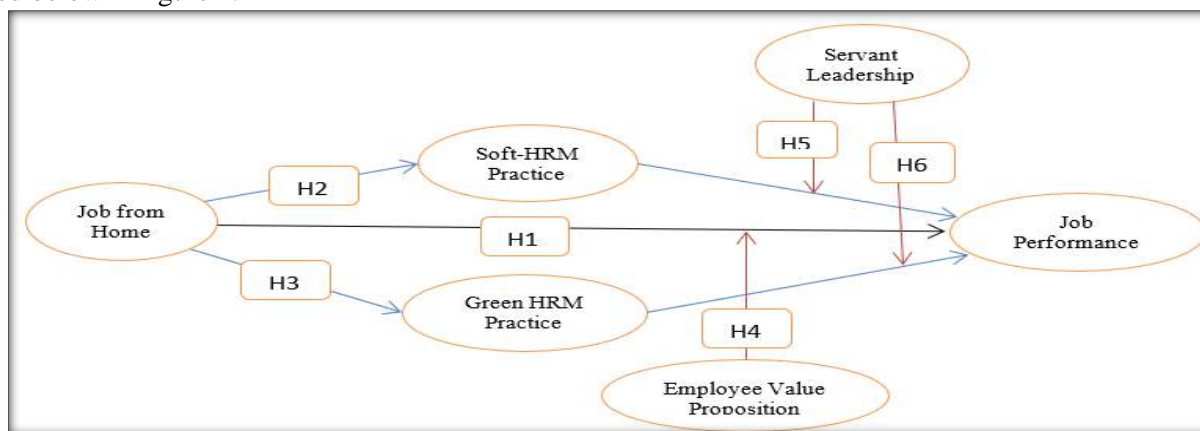 Servant
Leadership
H5
Soft-HRM
Practice
H6
H2
Job from
Home
H1
Job
Performance
H3
Green HRM
Practice
H4
Employee Value
Proposition